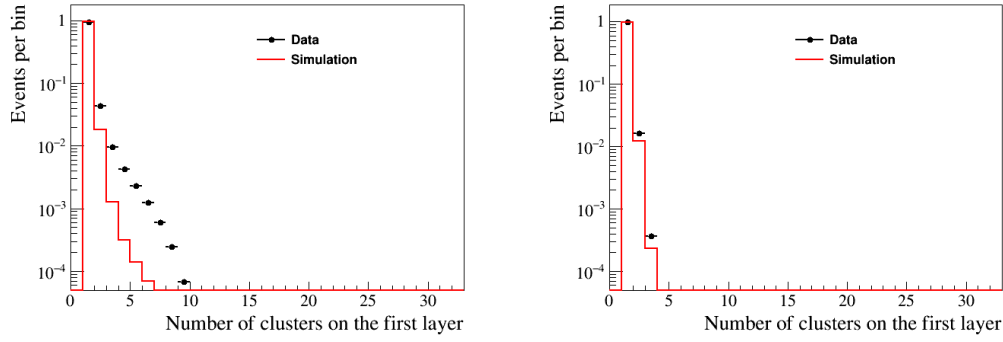 Events per bin
1
10⁻¹
10⁻²
10⁻³
10⁻⁴
Data
Simulation
0 5 10 15 20 25 30
Number of clusters on the first layer
Events per bin
1
10⁻¹
10⁻²
10⁻³
10⁻⁴
Data
Simulation
0 5 10 15 20 25 30
Number of clusters on the first layer